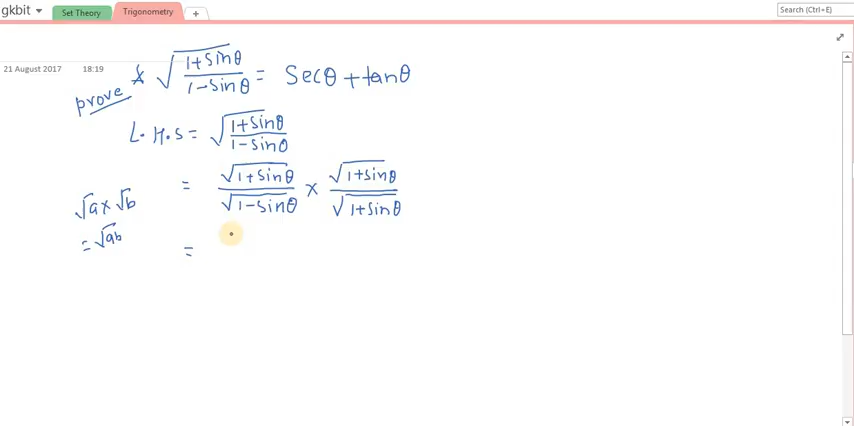 gkbit
Set Theory
Trigonometry
Search (Ctrl+E)
21 August 2017 18:19
prove * √(1+sinθ / 1-sinθ) = secθ + tanθ
L.H.S = √(1+sinθ / 1-sinθ)
= √1+sinθ / √1-sinθ × √1+sinθ / √1+sinθ
√a × √b
= √ab
=